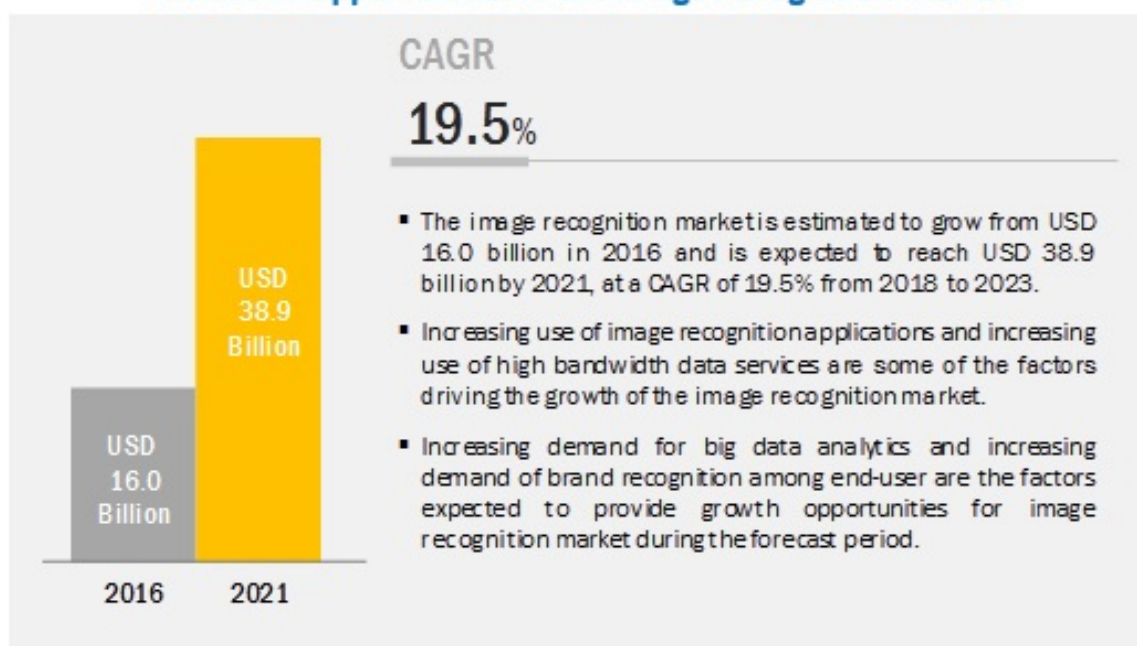 CAGR
19.5%
▪ The image recognition market is estimated to grow from USD
16.0 billion in 2016 and is expected to reach USD 38.9
billion by 2021, at a CAGR of 19.5% from 2018 to 2023.
▪ Increasing use of image recognition applications and increasing
use of high bandwidth data services are some of the factors
driving the growth of the image recognition market.
▪ Increasing demand for big data analytics and increasing
demand of brand recognition among end-user are the factors
expected to provide growth opportunities for image
recognition market during the forecast period.
USD
38.9
Billion
USD
16.0
Billion
2016 2021